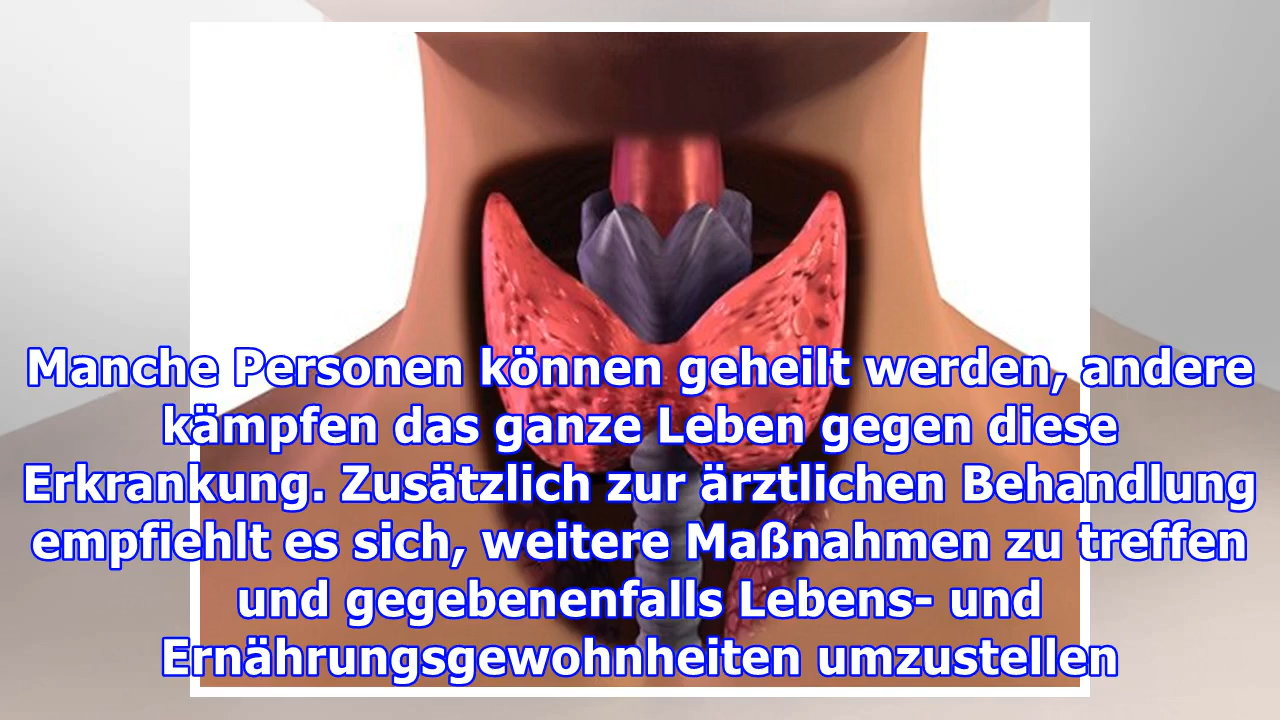 Manche Personen können geheilt werden, andere
kämpfen das ganze Leben gegen diese
Erkrankung. Zusätzlich zur ärztlichen Behandlung
empfiehlt es sich, weitere Maßnahmen zu treffen
und gegebenenfalls Lebens- und
Ernährungsgewohnheiten umzustellen